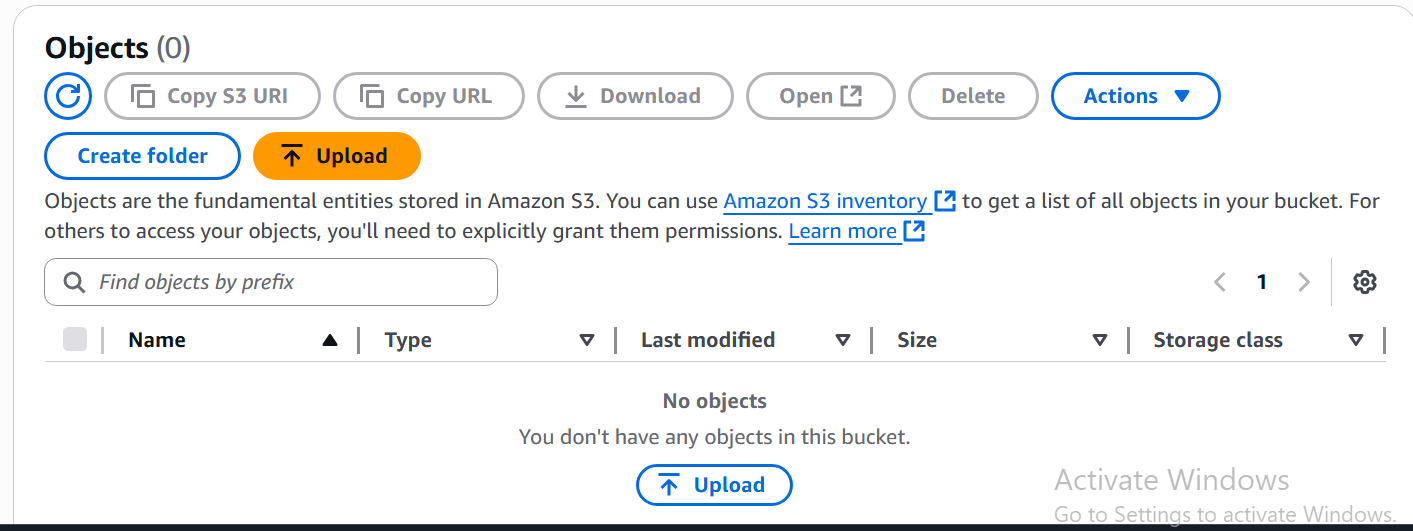 Objects (0)
Copy S3 URI Copy URL Download Open Delete Actions
Create folder Upload
Objects are the fundamental entities stored in Amazon S3. You can use Amazon S3 inventory to get a list of all objects in your bucket. For
others to access your objects, you'll need to explicitly grant them permissions. Learn more
Find objects by prefix 1
Name Type Last modified Size Storage class
No objects
You don't have any objects in this bucket.
Upload
Activate Windows
Go to Settings to activate Windows.